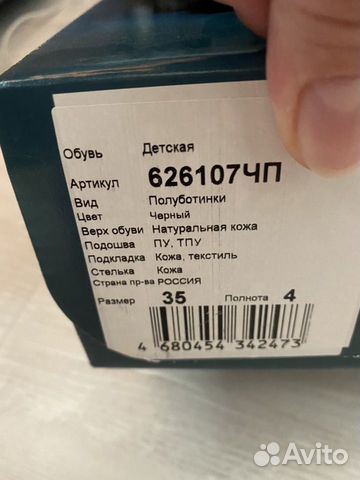 Обувь Детская
Артикул 626107ЧП
Вид Полуботинки
Цвет Черный
Верх обуви Натуральная кожа
Подошва ПУ, ТПУ
Подкладка Кожа, текстиль
Стелька Кожа
Страна пр-ва РОССИЯ
Размер 35 Полнота 4
4 680454 342473
Avito